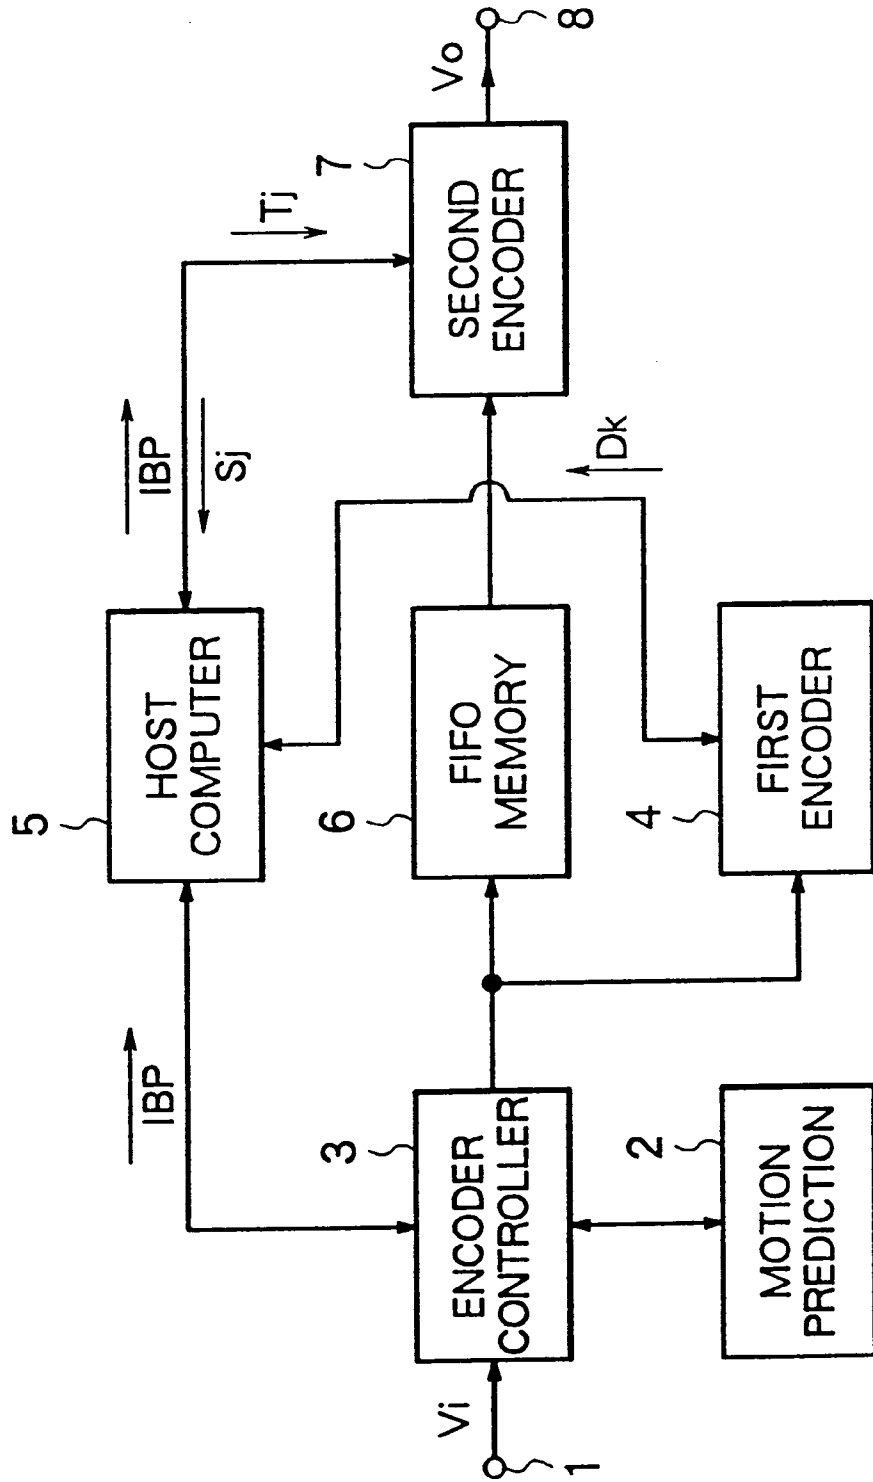 5
HOST
COMPUTER
IBP
IBP
Sj
Tj
7
SECOND
ENCODER
Vo
8
Vi
1
3
ENCODER
CONTROLLER
6
FIFO
MEMORY
Dk
2
MOTION
PREDICTION
4
FIRST
ENCODER